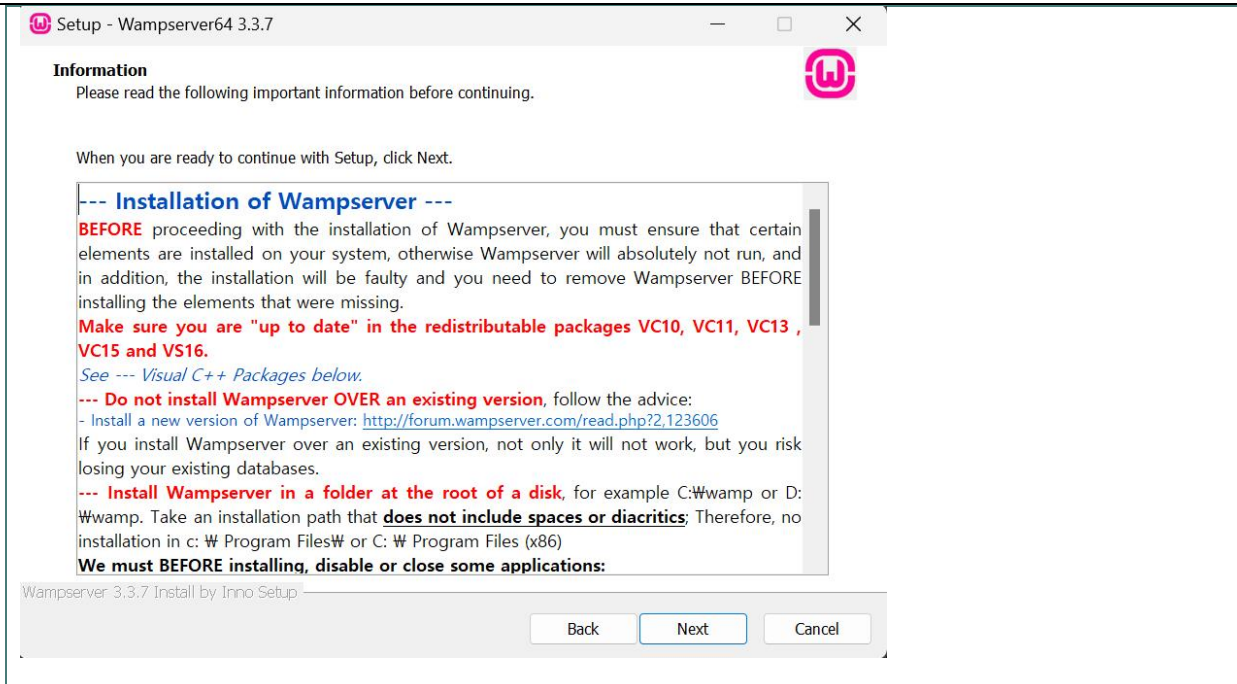 Setup - Wampserver64 3.3.7
Information
Please read the following important information before continuing.
When you are ready to continue with Setup, click Next.
--- Installation of Wampserver ---
BEFORE proceeding with the installation of Wampserver, you must ensure that certain
elements are installed on your system, otherwise Wampserver will absolutely not run, and
in addition, the installation will be faulty and you need to remove Wampserver BEFORE
installing the elements that were missing.
Make sure you are "up to date" in the redistributable packages VC10, VC11, VC13 ,
VC15 and VS16.
See --- Visual C++ Packages below.
--- Do not install Wampserver OVER an existing version, follow the advice:
- Install a new version of Wampserver: http://forum.wampserver.com/read.php?2,123606
If you install Wampserver over an existing version, not only it will not work, but you risk
losing your existing databases.
--- Install Wampserver in a folder at the root of a disk, for example C:₩wamp or D:
₩wamp. Take an installation path that does not include spaces or diacritics; Therefore, no
installation in c: ₩ Program Files₩ or C: ₩ Program Files (x86)
We must BEFORE installing, disable or close some applications:
Wampserver 3.3.7 Install by Inno Setup
Back Next Cancel